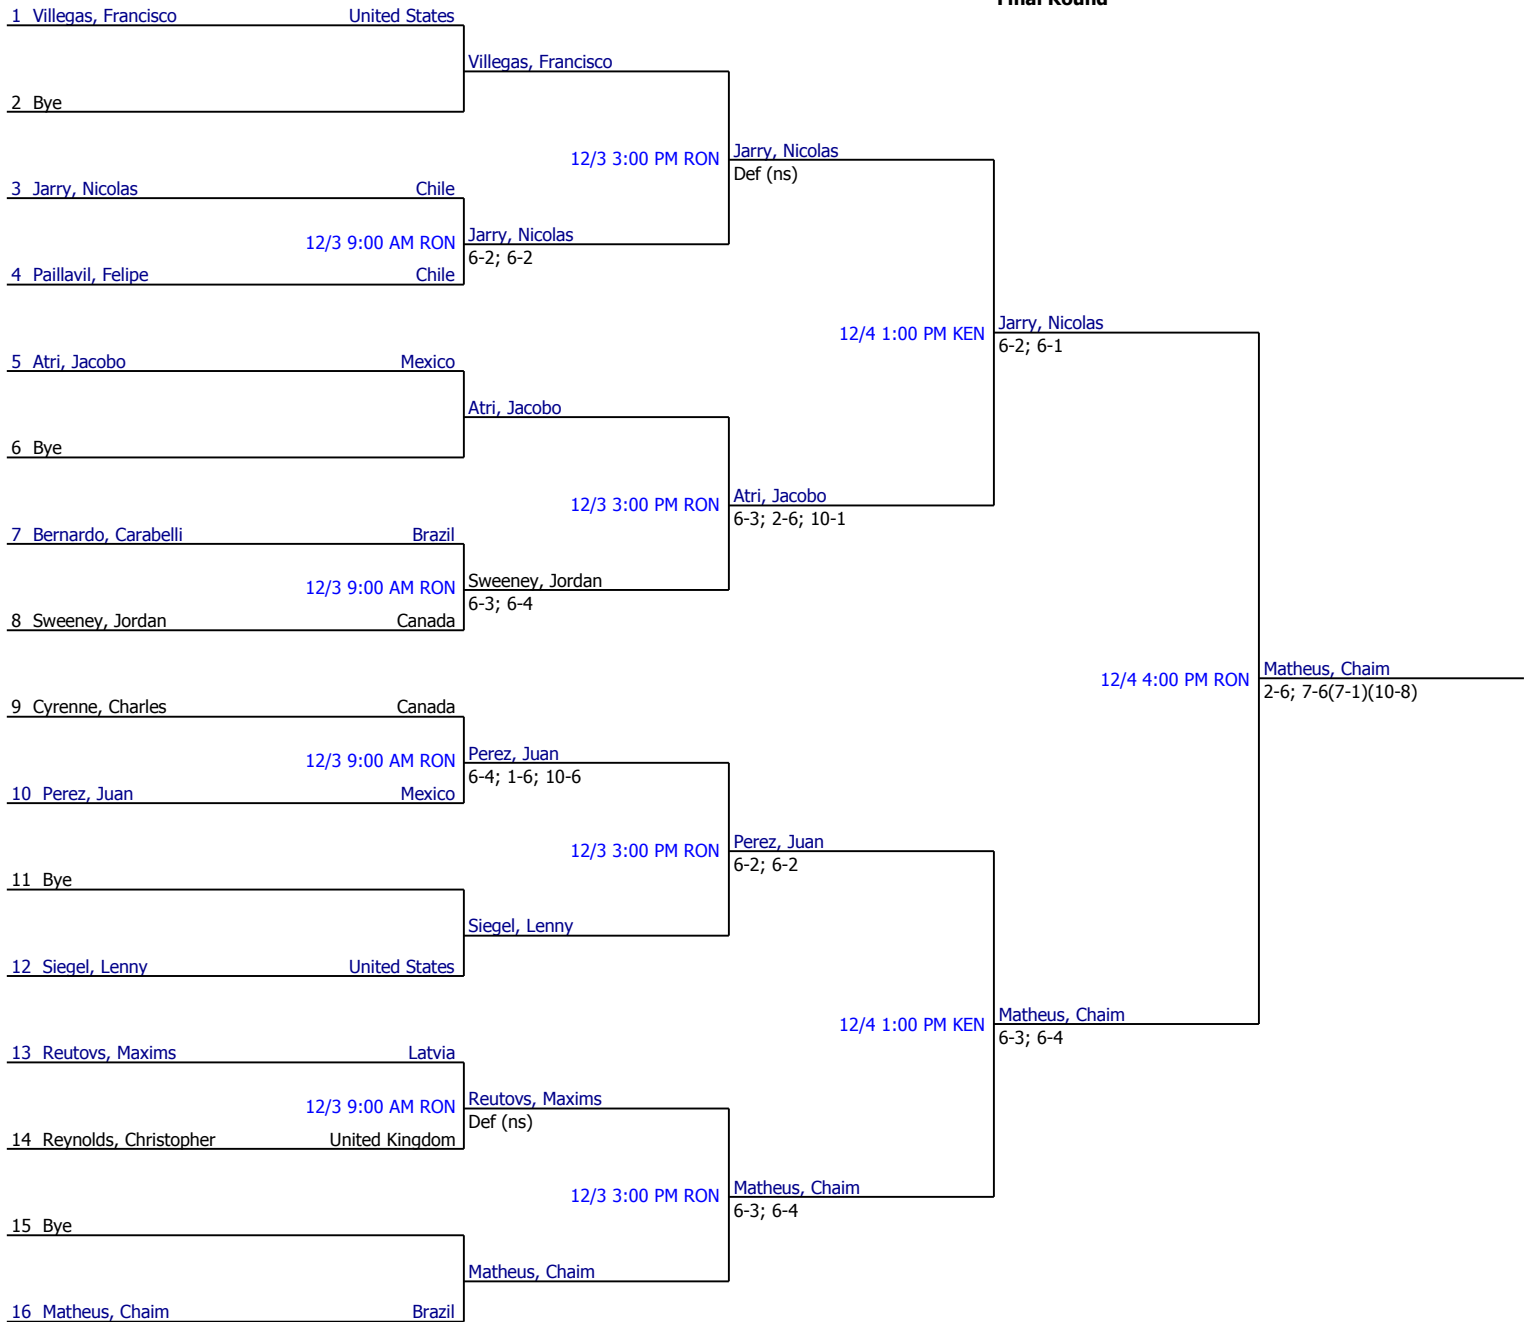 Final Round
1 Villegas, Francisco United States
Villegas, Francisco
2 Bye
12/3 3:00 PM RON Jarry, Nicolas
Def (ns)
3 Jarry, Nicolas Chile
12/3 9:00 AM RON Jarry, Nicolas
6-2; 6-2
4 Paillavil, Felipe Chile
12/4 1:00 PM KEN Jarry, Nicolas
6-2; 6-1
5 Atri, Jacobo Mexico
Atri, Jacobo
6 Bye
12/3 3:00 PM RON Atri, Jacobo
6-3; 2-6; 10-1
7 Bernardo, Carabelli Brazil
12/3 9:00 AM RON Sweeney, Jordan
6-3; 6-4
8 Sweeney, Jordan Canada
12/4 4:00 PM RON Matheus, Chaim
2-6; 7-6(7-1)(10-8)
9 Cyrenne, Charles Canada
12/3 9:00 AM RON Perez, Juan
6-4; 1-6; 10-6
10 Perez, Juan Mexico
12/3 3:00 PM RON Perez, Juan
6-2; 6-2
11 Bye
Siegel, Lenny
12 Siegel, Lenny United States
12/4 1:00 PM KEN Matheus, Chaim
6-3; 6-4
13 Reutovs, Maxims Latvia
12/3 9:00 AM RON Reutovs, Maxims
Def (ns)
14 Reynolds, Christopher United Kingdom
12/3 3:00 PM RON Matheus, Chaim
6-3; 6-4
15 Bye
Matheus, Chaim
16 Matheus, Chaim Brazil